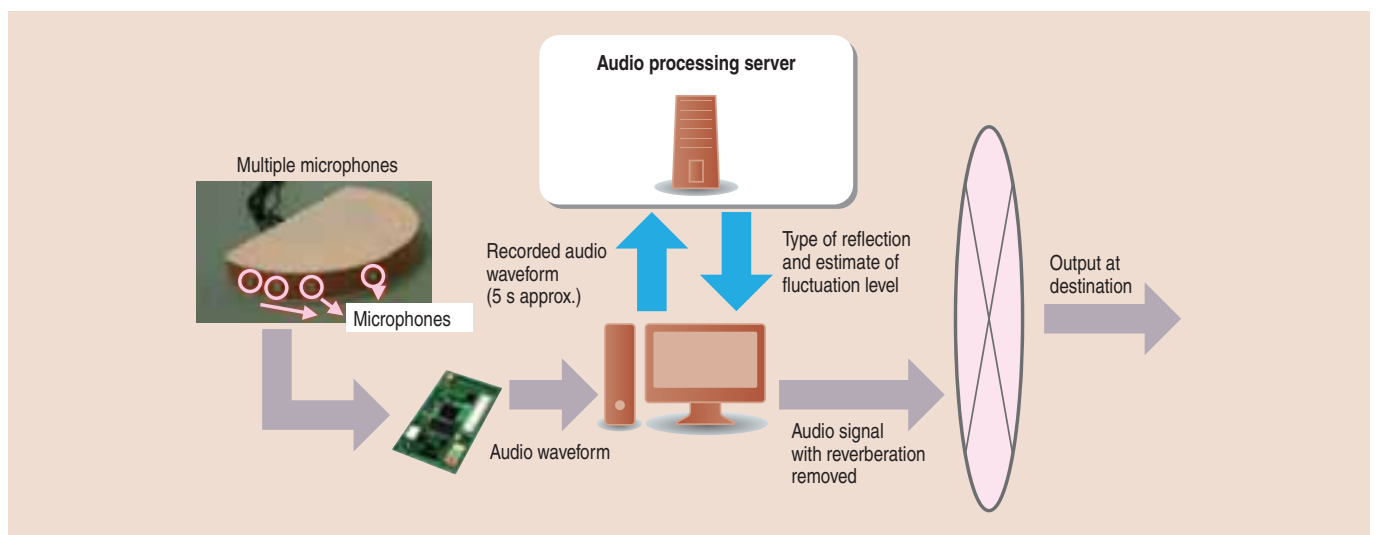 Audio processing server
Multiple microphones
Microphones
Recorded audio
waveform
(5 s approx.)
Type of reflection
and estimate of
fluctuation level
Output at
destination
Audio waveform
Audio signal
with reverberation
removed